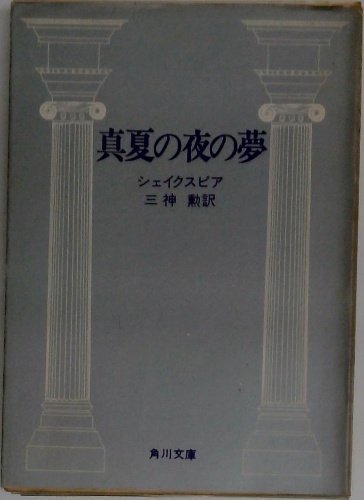 真夏の夜の夢
シェイクスピア
三神 勲訳
角川文庫